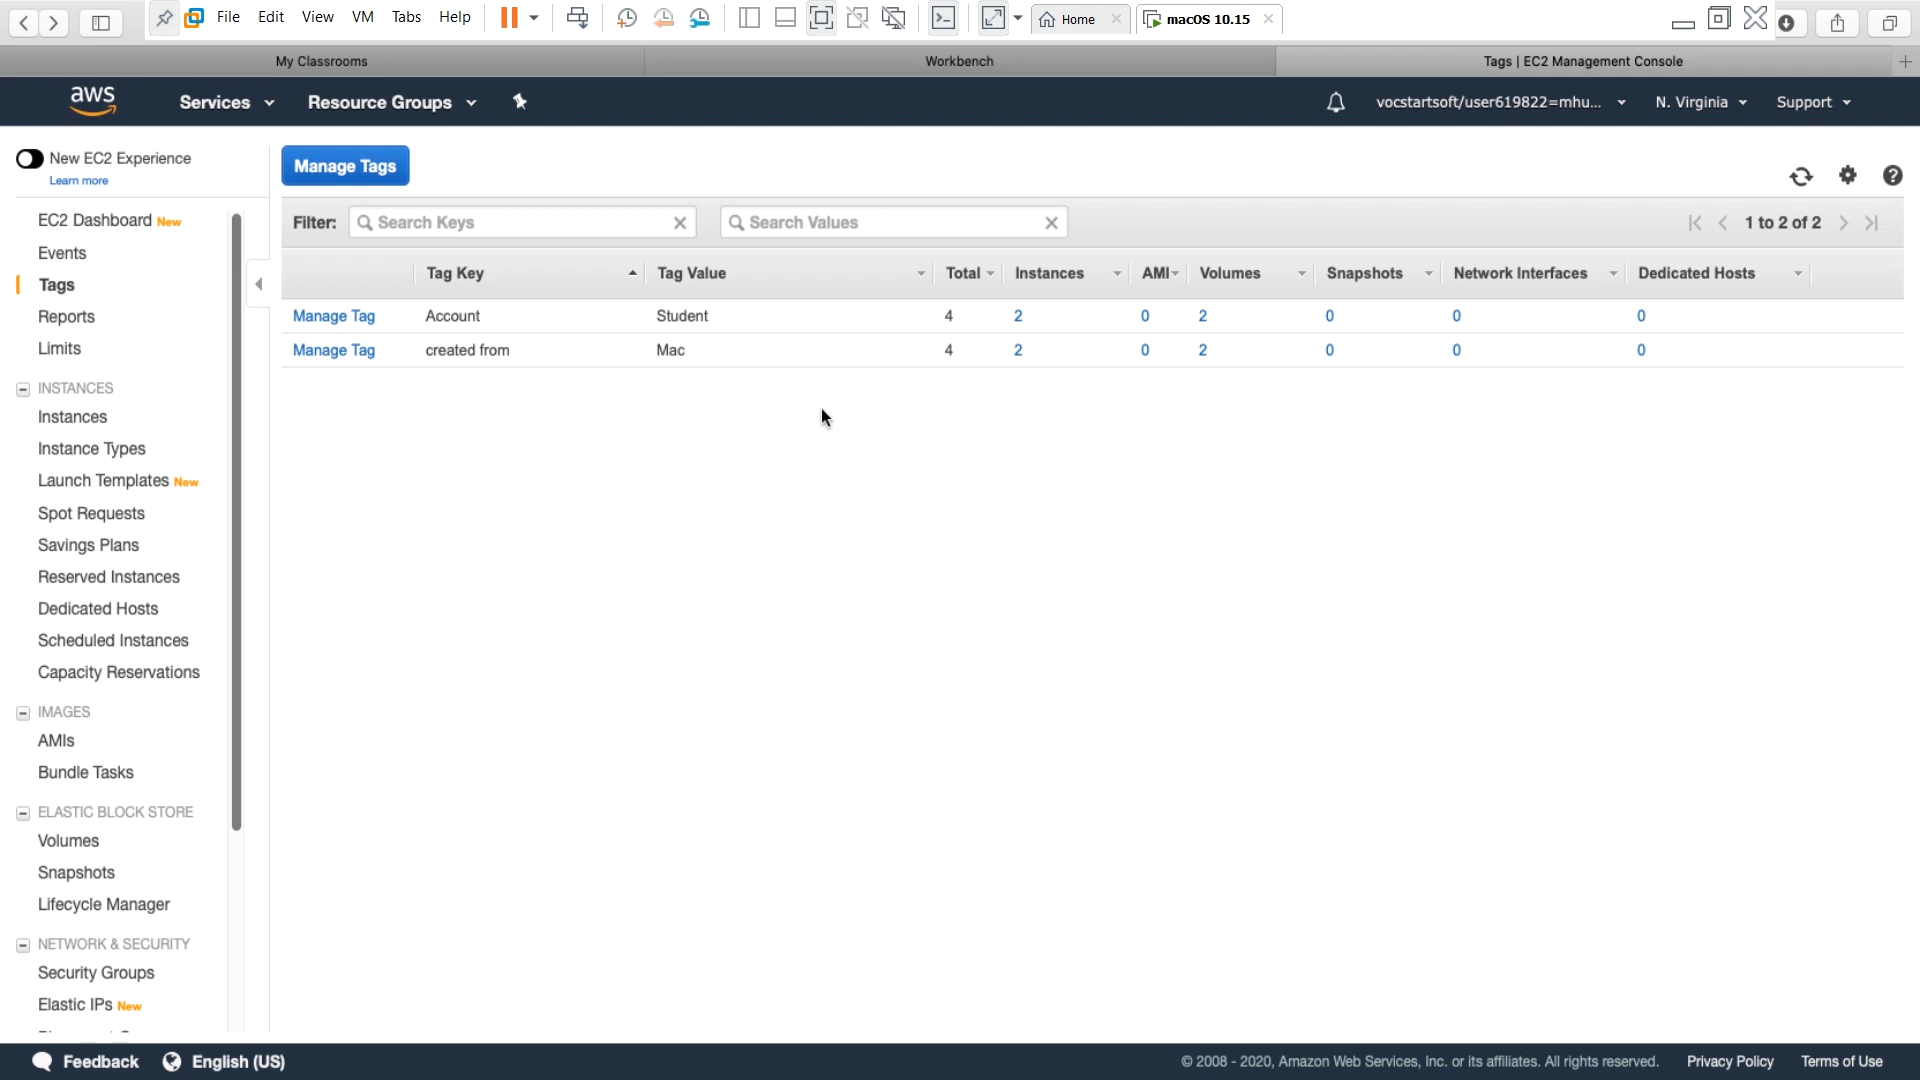 File Edit View VM Tabs Help Home macOS 10.15
My Classrooms Workbench Tags | EC2 Management Console
aws Services Resource Groups vocstartsoft/user619822=mhu... N. Virginia Support
New EC2 Experience
Learn more
EC2 Dashboard New
Events
Tags
Reports
Limits
INSTANCES
Instances
Instance Types
Launch Templates New
Spot Requests
Savings Plans
Reserved Instances
Dedicated Hosts
Scheduled Instances
Capacity Reservations
IMAGES
AMIs
Bundle Tasks
ELASTIC BLOCK STORE
Volumes
Snapshots
Lifecycle Manager
NETWORK & SECURITY
Security Groups
Elastic IPs New
Manage Tags
Filter: Search Keys Search Values 1 to 2 of 2
Tag Key Tag Value Total Instances AMI Volumes Snapshots Network Interfaces Dedicated Hosts
Manage Tag Account Student 4 2 0 2 0 0 0
Manage Tag created from Mac 4 2 0 2 0 0 0
Feedback English (US) © 2008 - 2020, Amazon Web Services, Inc. or its affiliates. All rights reserved. Privacy Policy Terms of Use